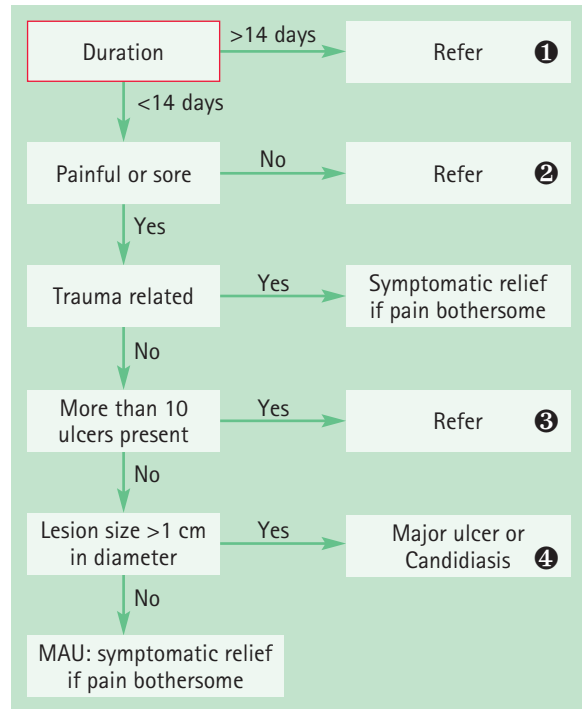 Duration
>14 days
Refer
❶
<14 days
Painful or sore
No
Refer
❷
Yes
Trauma related
Yes
Symptomatic relief
if pain bothersome
No
More than 10
ulcers present
Yes
Refer
❸
No
Lesion size >1 cm
in diameter
Yes
Major ulcer or
Candidiasis
❹
No
MAU: symptomatic relief
if pain bothersome